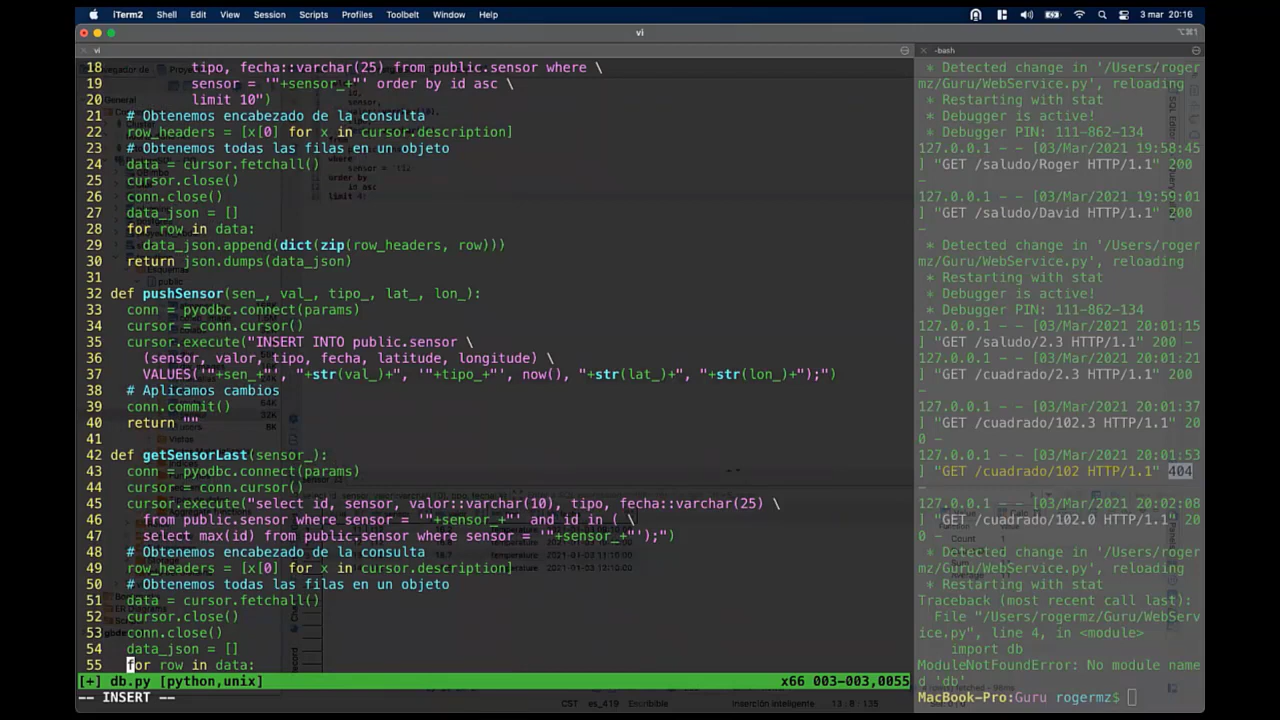 iTerm2 Shell Edit View Session Scripts Profiles Toolbelt Window Help 3 mar 20:16
vi ⌥⌘1
vi
-bash
18 tipo, fecha::varchar(25) from public.sensor where \
19 sensor = '"+sensor_+"' order by id asc \
20 limit 10")
21 # Obtenemos encabezado de la consulta
22 row_headers = [x[0] for x in cursor.description]
23 # Obtenemos todas las filas en un objeto
24 data = cursor.fetchall()
25 cursor.close()
26 conn.close()
27 data_json = []
28 for row in data:
29 data_json.append(dict(zip(row_headers, row)))
30 return json.dumps(data_json)
31
32 def pushSensor(sen_, val_, tipo_, lat_, lon_):
33 conn = pyodbc.connect(params)
34 cursor = conn.cursor()
35 cursor.execute("INSERT INTO public.sensor \
36 (sensor, valor, tipo, fecha, latitude, longitude) \
37 VALUES('"+sen_+"', "+str(val_)+", '"+tipo_+"', now(), "+str(lat_)+", "+str(lon_)+");")
38 # Aplicamos cambios
39 conn.commit()
40 return ""
41
42 def getSensorLast(sensor_):
43 conn = pyodbc.connect(params)
44 cursor = conn.cursor()
45 cursor.execute("select id, sensor, valor::varchar(10), tipo, fecha::varchar(25) \
46 from public.sensor where sensor = '"+sensor_+"' and id in ( \
47 select max(id) from public.sensor where sensor = '"+sensor_+"');")
48 # Obtenemos encabezado de la consulta
49 row_headers = [x[0] for x in cursor.description]
50 # Obtenemos todas las filas en un objeto
51 data = cursor.fetchall()
52 cursor.close()
53 conn.close()
54 data_json = []
55 for row in data:
[+] db.py [python,unix] x66 003-003,0055
-- INSERT --
* Detected change in '/Users/roger
mz/Guru/WebService.py', reloading
* Restarting with stat
* Debugger is active!
* Debugger PIN: 111-862-134
127.0.0.1 - - [03/Mar/2021 19:58:45
] "GET /saludo/Roger HTTP/1.1" 200
-
127.0.0.1 - - [03/Mar/2021 19:59:01
] "GET /saludo/David HTTP/1.1" 200
-
* Detected change in '/Users/roger
mz/Guru/WebService.py', reloading
* Restarting with stat
* Debugger is active!
* Debugger PIN: 111-862-134
127.0.0.1 - - [03/Mar/2021 20:01:15
] "GET /saludo/2.3 HTTP/1.1" 200 -
127.0.0.1 - - [03/Mar/2021 20:01:21
] "GET /cuadrado/2.3 HTTP/1.1" 200
-
127.0.0.1 - - [03/Mar/2021 20:01:37
] "GET /cuadrado/102.3 HTTP/1.1" 20
0 -
127.0.0.1 - - [03/Mar/2021 20:01:53
] "GET /cuadrado/102 HTTP/1.1" 404
-
127.0.0.1 - - [03/Mar/2021 20:02:08
] "GET /cuadrado/102.0 HTTP/1.1" 20
0 -
* Detected change in '/Users/roger
mz/Guru/WebService.py', reloading
* Restarting with stat
Traceback (most recent call last):
File "/Users/rogermz/Guru/WebServ
ice.py", line 4, in <module>
import db
ModuleNotFoundError: No module name
d 'db'
MacBook-Pro:Guru rogermz$
CST es_419 Escribible Inserción inteligente 13 : 8 : 135